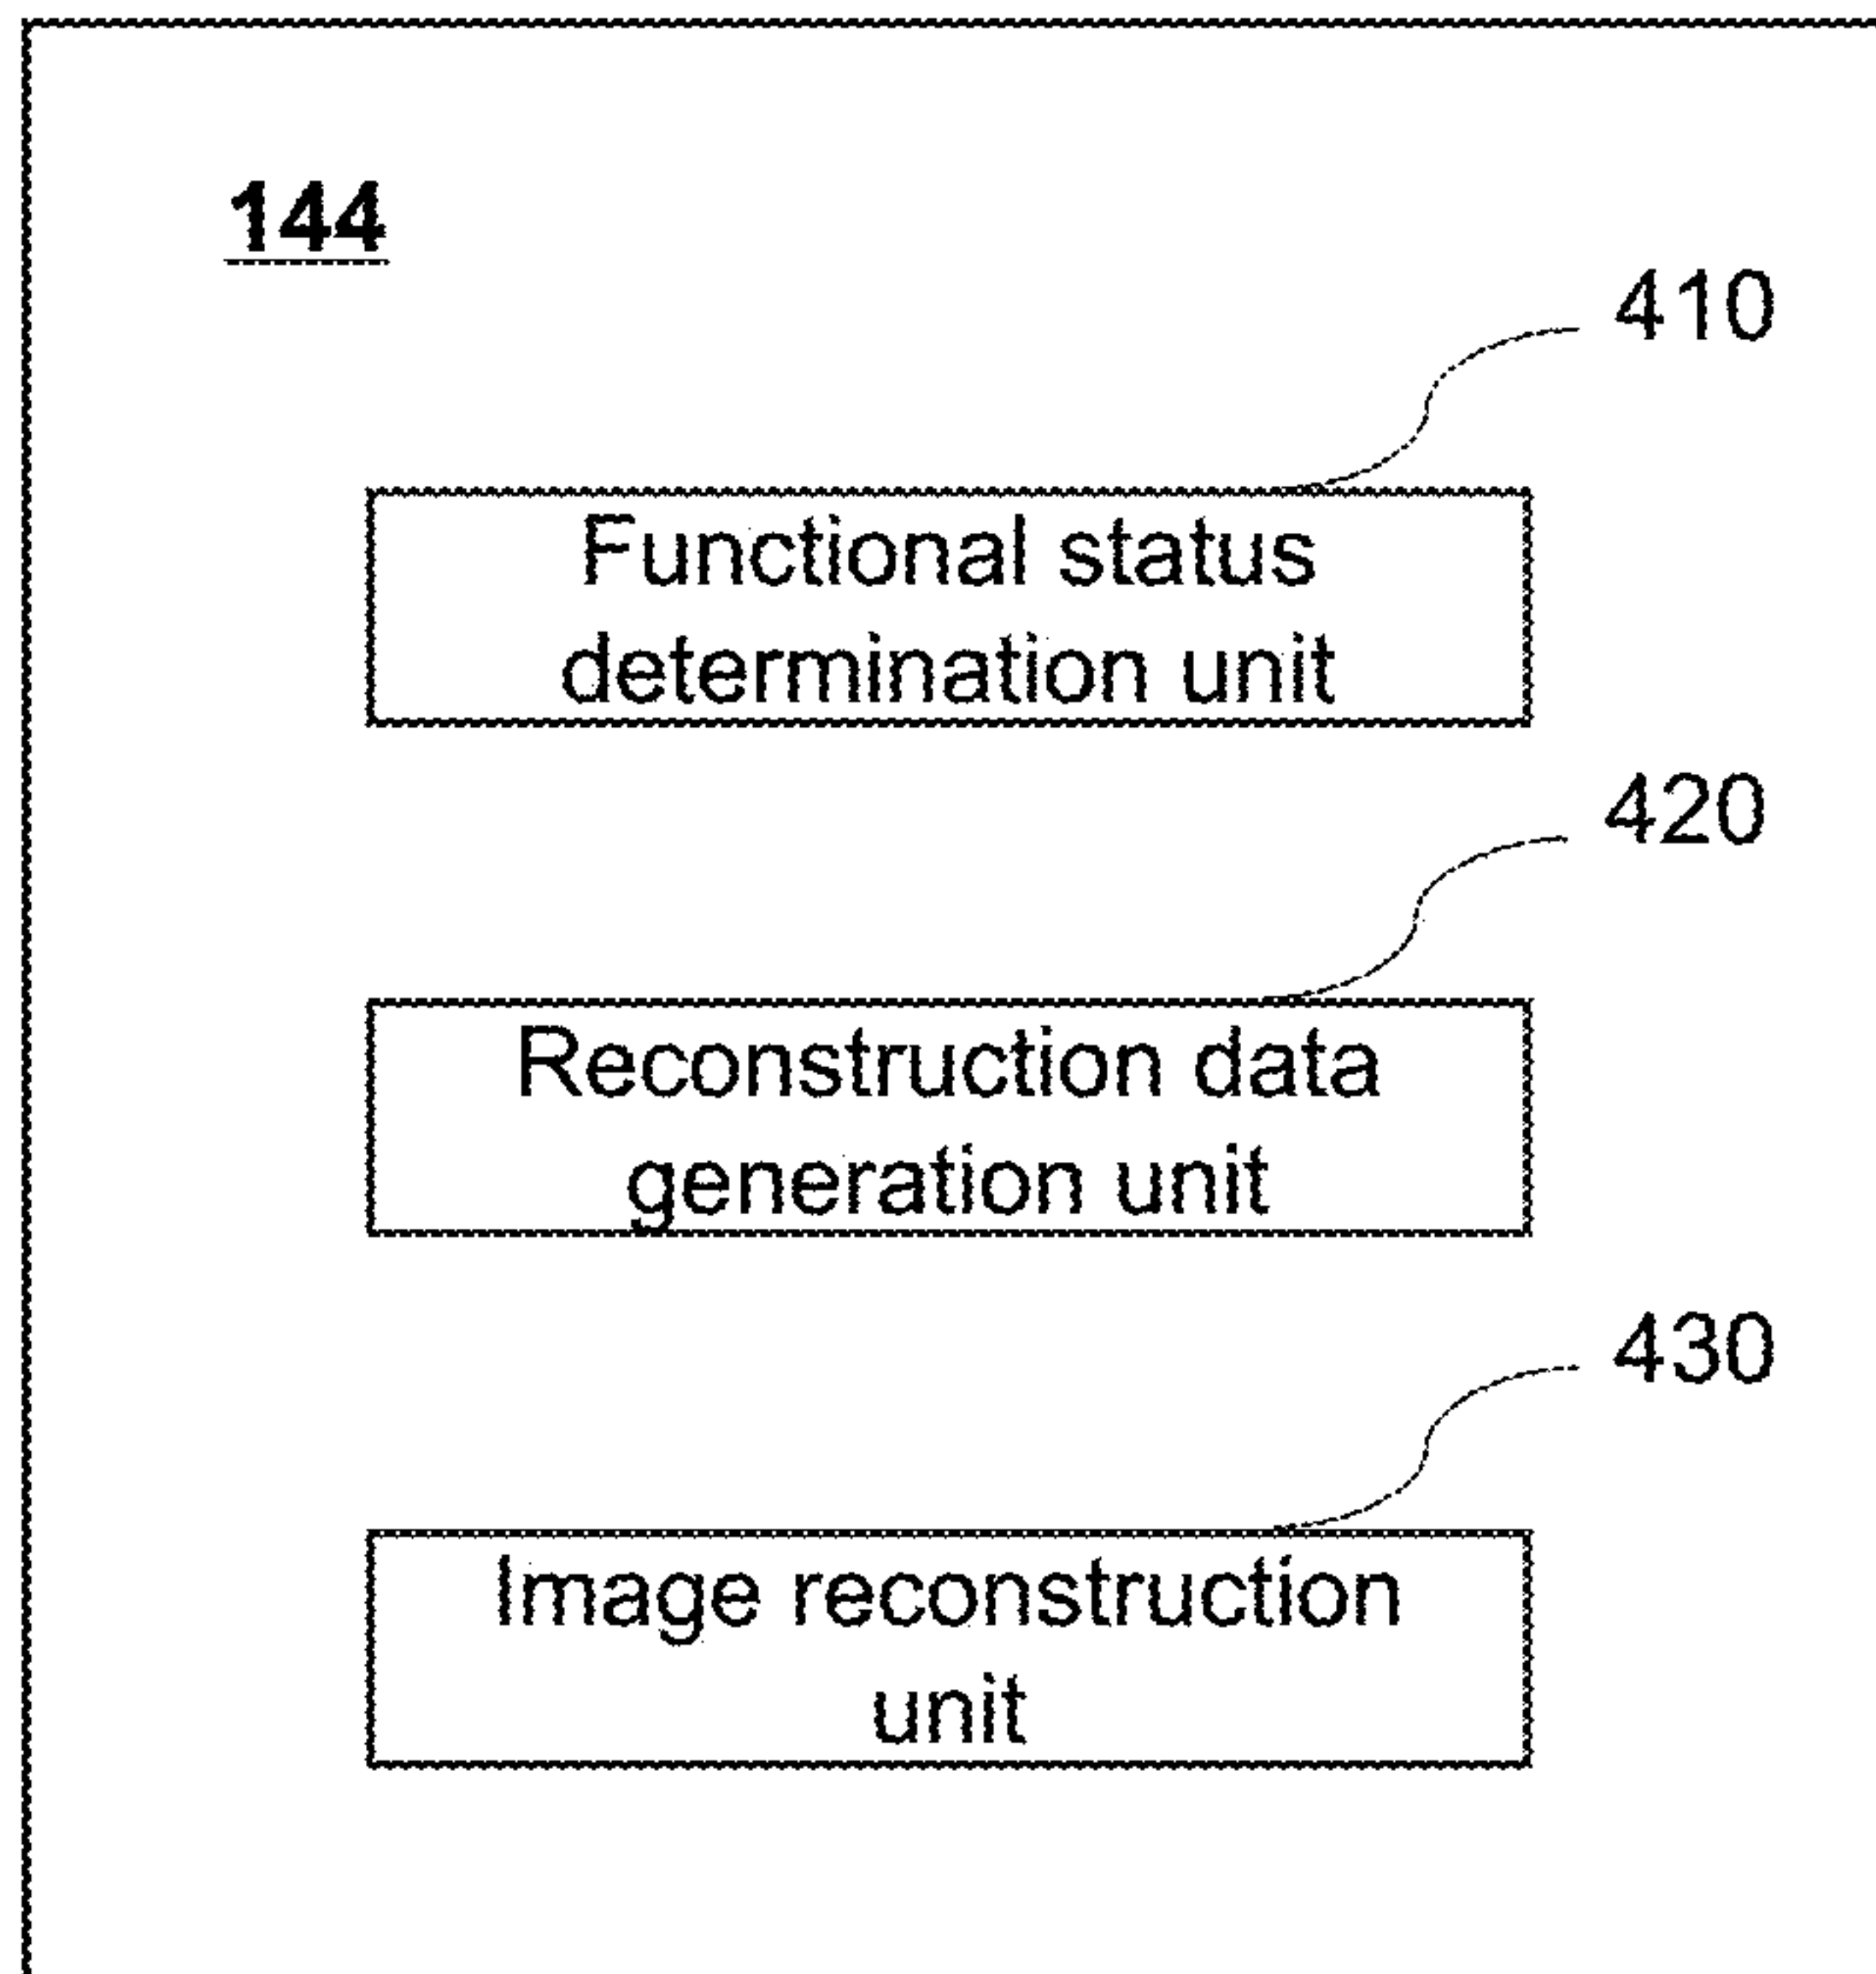 144
410
Functional status
determination unit
420
Reconstruction data
generation unit
430
Image reconstruction
unit